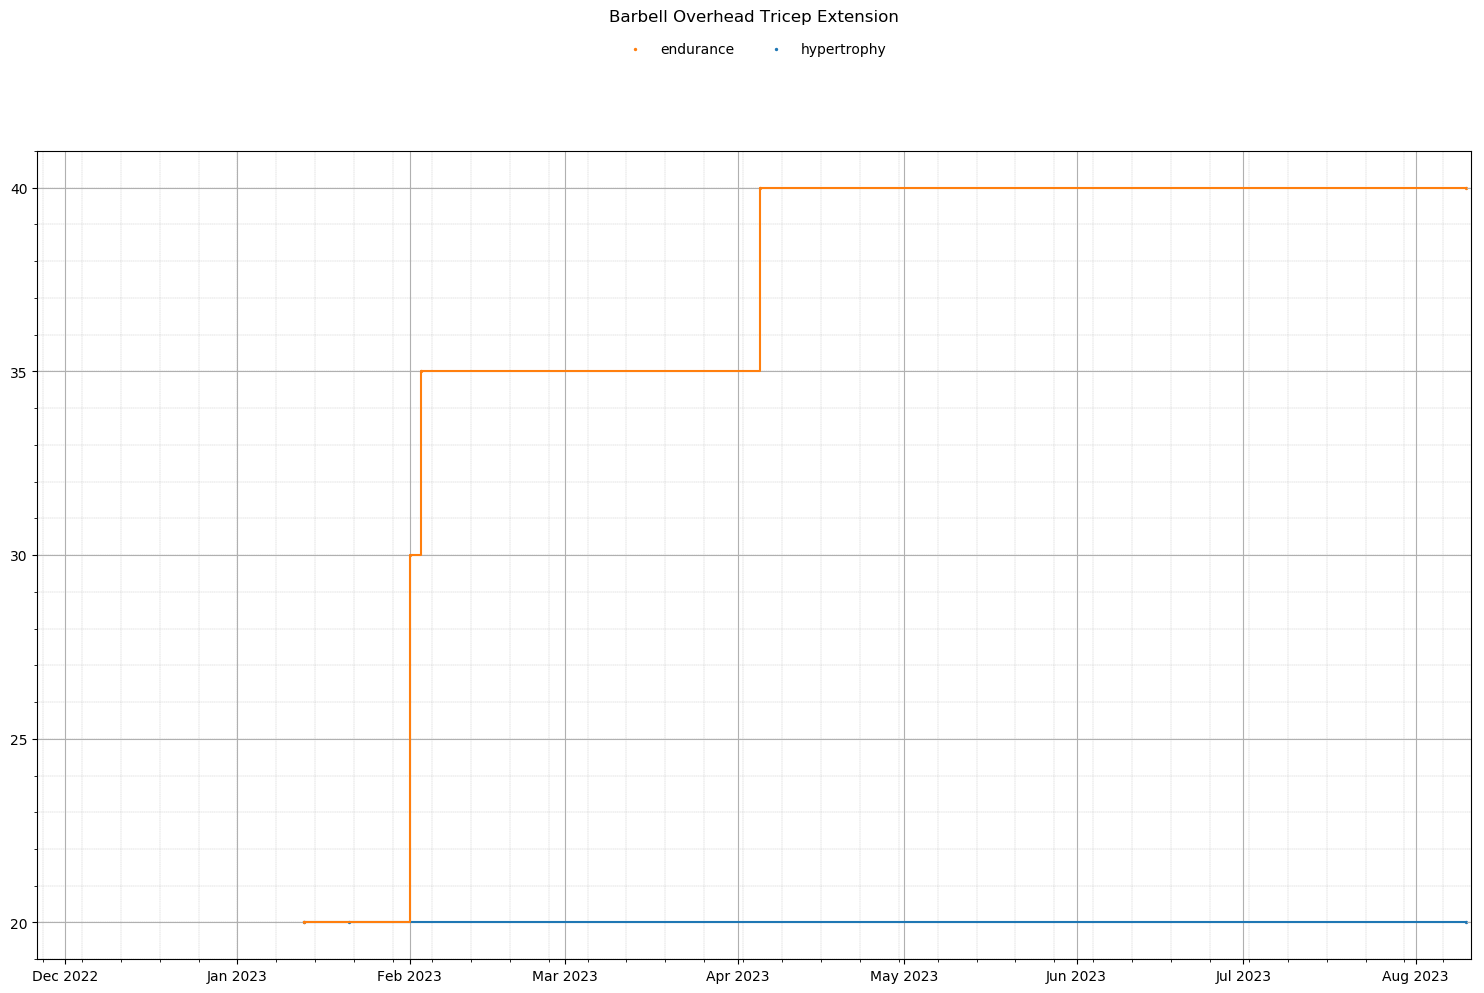 Barbell Overhead Tricep Extension
endurance hypertrophy
40
35
30
25
20
Dec 2022 Jan 2023 Feb 2023 Mar 2023 Apr 2023 May 2023 Jun 2023 Jul 2023 Aug 2023